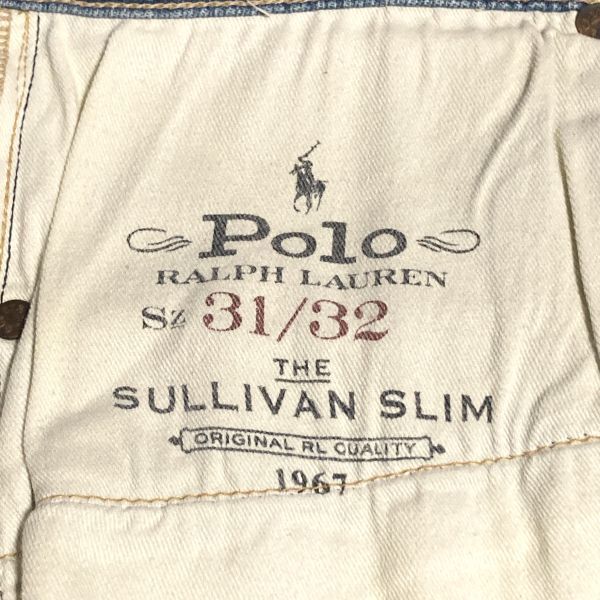 Polo
RALPH LAUREN
Sz 31/32
THE
SULLIVAN SLIM
ORIGINAL RL QUALITY
1967